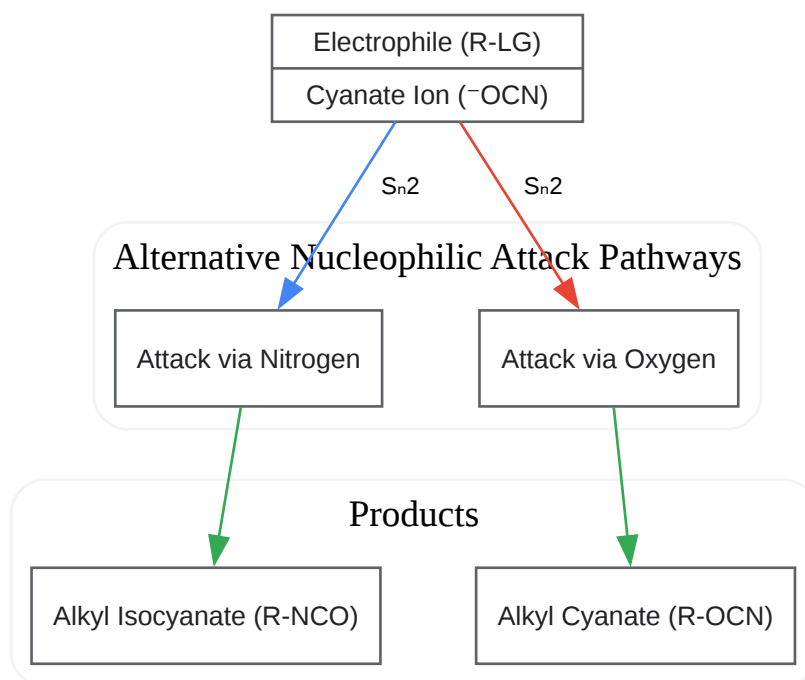 Electrophile (R-LG)
Cyanate Ion (⁻OCN)
Sₙ2 Sₙ2
Alternative Nucleophilic Attack Pathways
Attack via Nitrogen Attack via Oxygen
Products
Alkyl Isocyanate (R-NCO) Alkyl Cyanate (R-OCN)